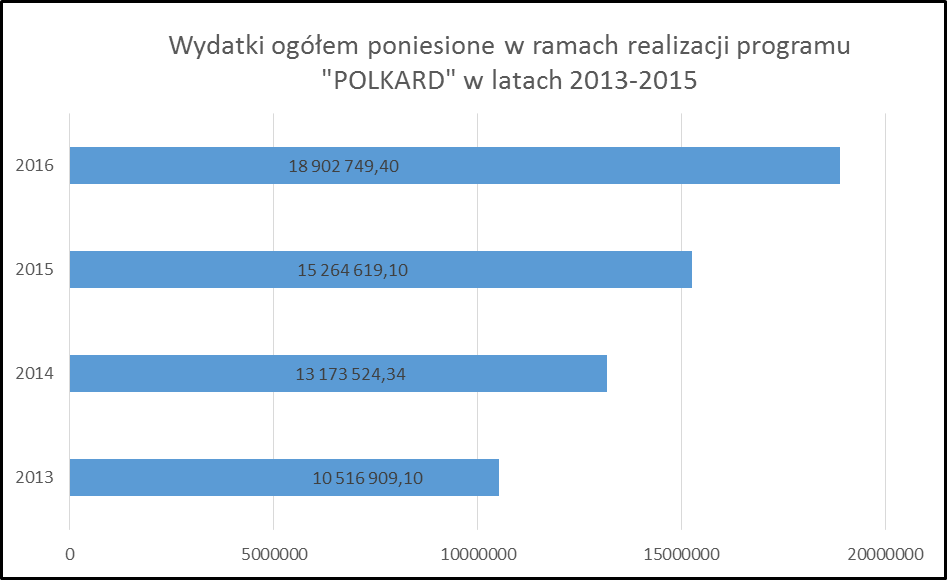 Wydatki ogółem poniesione w ramach realizacji programu
"POLKARD" w latach 2013-2015
2016
18 902 749,40
2015
15 264 619,10
2014
13 173 524,34
2013
10 516 909,10
0 5000000 10000000 15000000 20000000